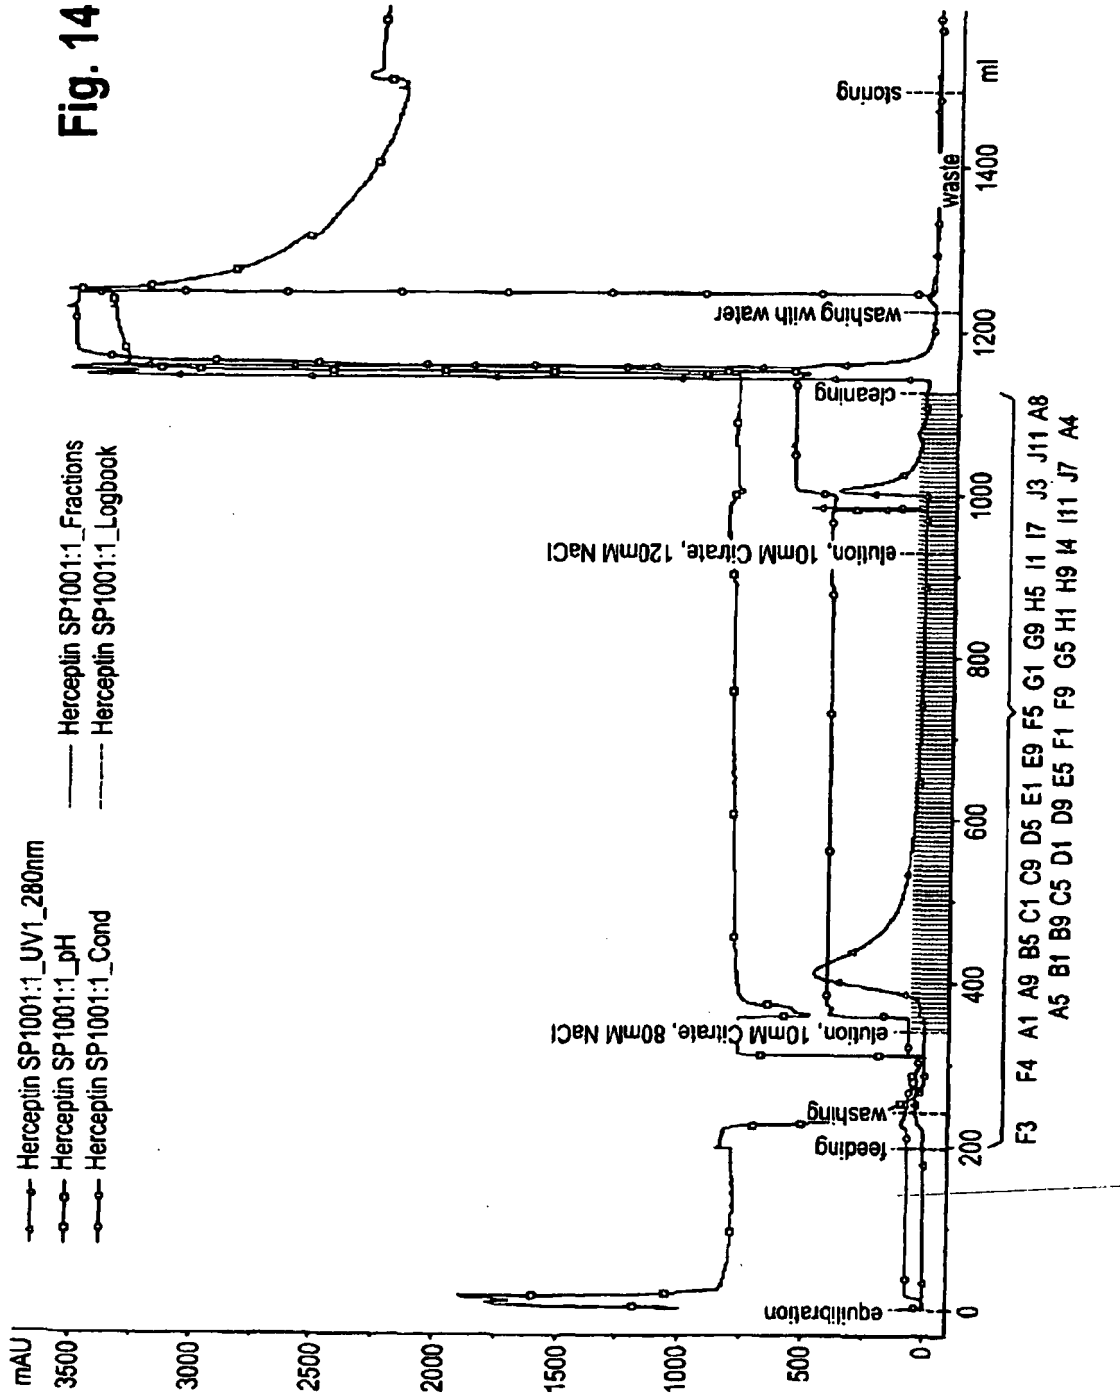 Fig. 14
Herceptin SP1001:1_UV1_280nm
Herceptin SP1001:1_pH
Herceptin SP1001:1_Cond
Herceptin SP1001:1_Fractions
Herceptin SP1001:1_Logbook
mAU
3500
3000
2500
2000
1500
1000
500
0
equilibration
feeding
washing
elution, 10mM Citrate, 80mM NaCl
elution, 10mM Citrate, 120mM NaCl
cleaning
washing with water
storing
waste
0
200
400
600
800
1000
1200
1400
ml
F3 F4 A1 A9 B5 C1 C9 D5 E1 E9 F5 G1 G9 H5 I1 I7 J3 J11 A8
A5 B1 B9 C5 D1 D9 E5 F1 F9 G5 H1 H9 I4 I11 J7 A4